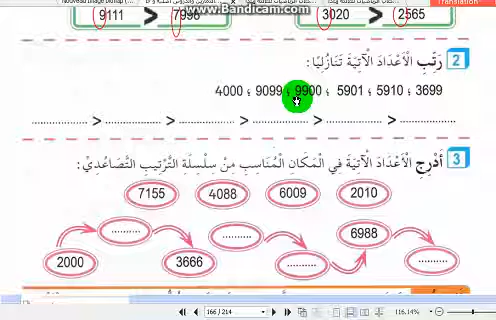 www.Bandicam.com
Translation
9111 > 7998 3020 > 2565
2 رَتِّبِ الْأَعْدَادَ الْآتِيَةَ تَنَازُلِيًّا :
3699 ؛ 5910 ؛ 5901 ؛ 9900 ؛ 9099 ؛ 4000
............ > ............ > ............ > ............ > ............ > ............
3 أَدْرِجِ الْأَعْدَادَ الْآتِيَةَ فِي الْمَكَانِ الْمُنَاسِبِ مِنْ سِلْسِلَةِ التَّرْتِيبِ التَّصَاعُدِيِّ :
7155 4088 6009 2010
.......... .......... 6988
2000 3666 .......... ..........
166 / 214 116,14%